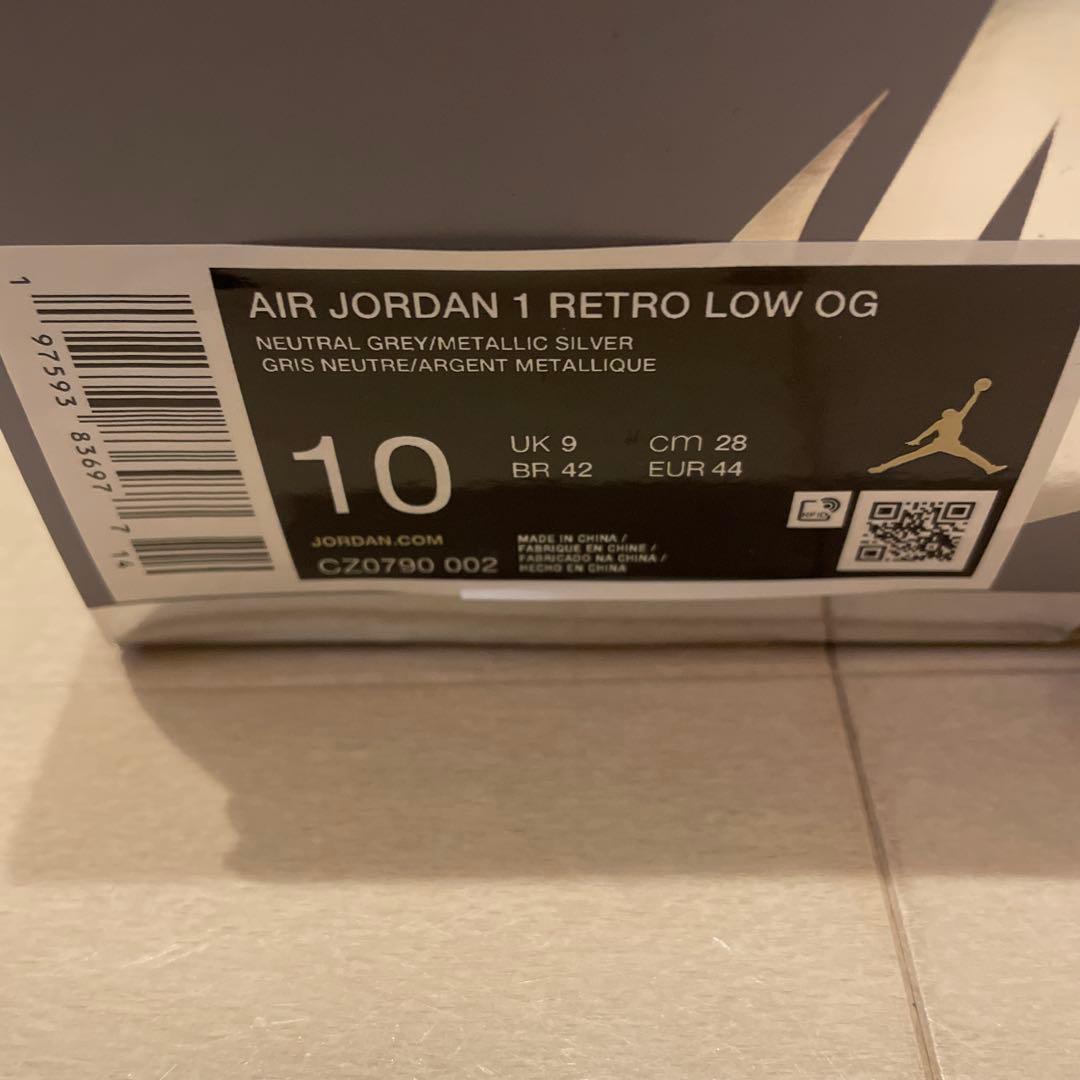 AIR JORDAN 1 RETRO LOW OG
NEUTRAL GREY/METALLIC SILVER
GRIS NEUTRE/ARGENT METALLIQUE
10
UK 9 cm 28
BR 42 EUR 44
JORDAN.COM
CZ0790 002
MADE IN CHINA /
FABRIQUE EN CHINE /
FABRICADO NA CHINA /
HECHO EN CHINA
RFID
1 97593 83697 7 14